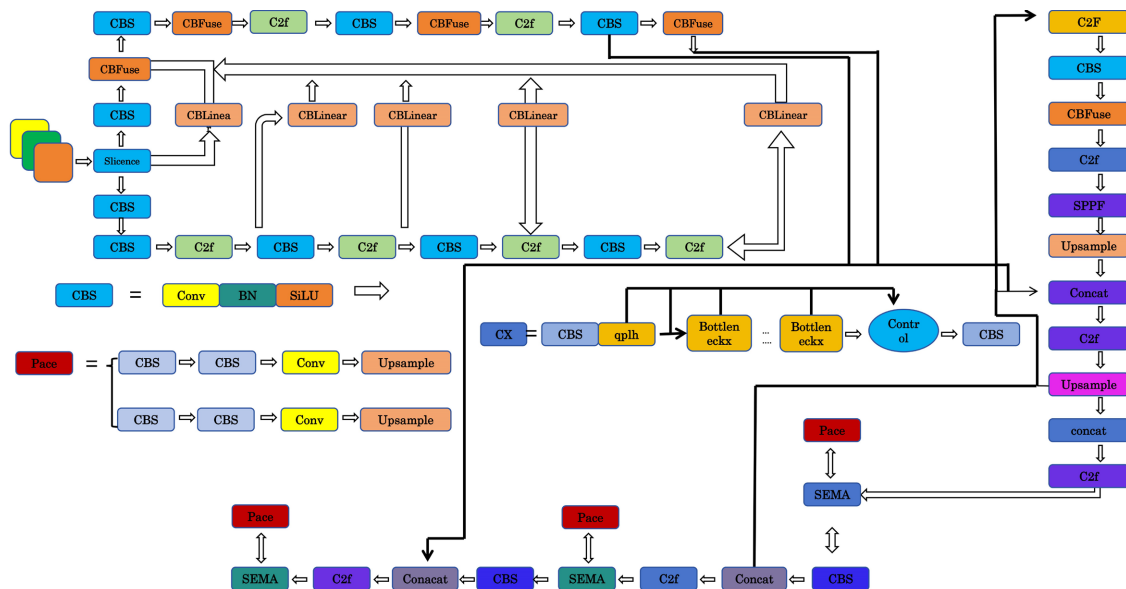 CBS CBFuse C2f CBS CBFuse C2f CBS CBFuse
CBFuse
CBS CBLinea CBLinear CBLinear CBLinear CBLinear
Slicence
CBS
CBS C2f CBS C2f CBS C2f CBS C2f
CBS = Conv BN SiLU
CX = CBS qplh Bottlen
eckx ... .... Bottlen
eckx Contr
ol CBS
Pace = CBS CBS Conv Upsample
CBS CBS Conv Upsample
C2F
CBS
CBFuse
C2f
SPPF
Upsample
Concat
C2f
Upsample
concat
C2f
Pace
SEMA
Pace Pace
SEMA C2f Conacat CBS SEMA C2f Concat CBS